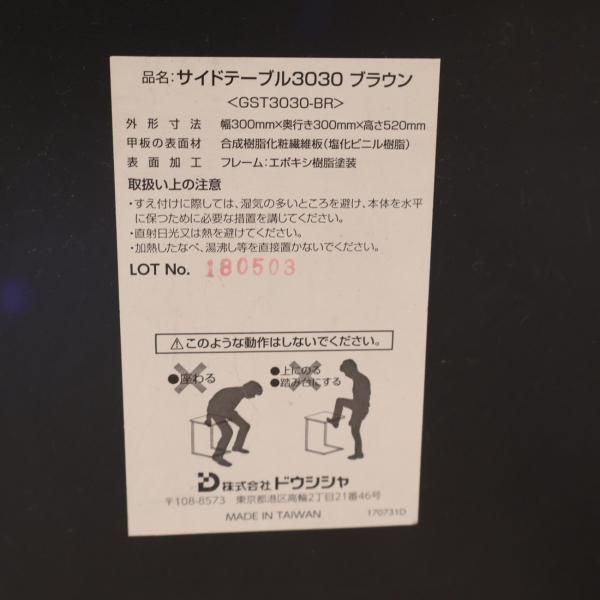 品名：サイドテーブル3030 ブラウン
＜GST3030-BR＞
外形寸法 幅300mm×奥行き300mm×高さ520mm
甲板の表面材 合成樹脂化粧繊維板（塩化ビニル樹脂）
表面加工 フレーム：エポキシ樹脂塗装
取扱い上の注意
・すえ付けに際しては、湿気の多いところを避け、本体を水平
に保つために必要な措置を講じてください。
・直射日光又は熱を避けてください。
・加熱したなべ、湯沸し等を直接置かないでください。
LOT No. 180503
⚠このような動作はしないでください。
●座わる
●上にのる
●踏み台にする
株式会社 ドウシシャ
〒108-8573 東京都港区高輪2丁目21番46号
MADE IN TAIWAN 170731D